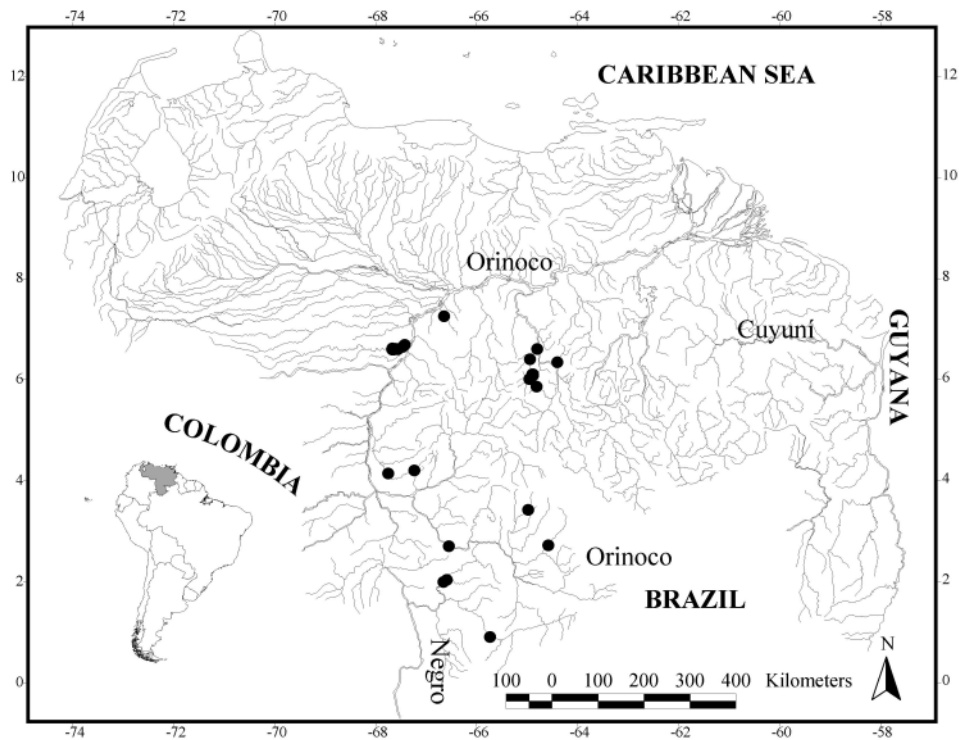 -74 -72 -70 -68 -66 -64 -62 -60 -58
CARIBBEAN SEA
12 12
10 10
Orinoco
8 8
Cuyuní
GUYANA
6 6
COLOMBIA
4 4
Orinoco
2 2
BRAZIL
Negro
N
0 0
100 0 100 200 300 400 Kilometers
-74 -72 -70 -68 -66 -64 -62 -60 -58